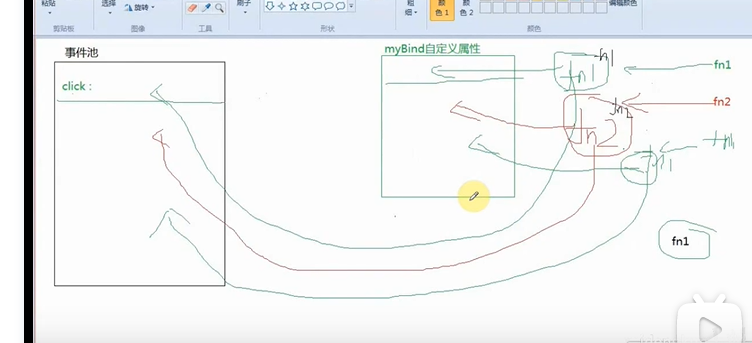 选择
旋转
刷子
粗
细
颜
色 1
颜
色 2
编辑颜色
剪贴板
图像
工具
形状
颜色
事件池
click：
myBind自定义属性
fn1
fn1
fn1
fn2
fn2
fn2
fn1
fn1
fn1